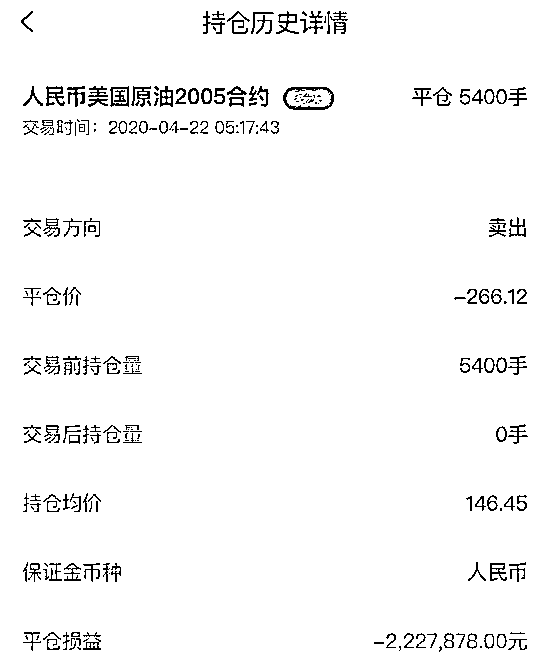 持仓历史详情
人民币美国原油2005合约 平仓 5400手
交易时间：2020-04-22 05:17:43
交易方向 卖出
平仓价 -266.12
交易前持仓量 5400手
交易后持仓量 0手
持仓均价 146.45
保证金币种 人民币
平仓损益 -2,227,878.00元